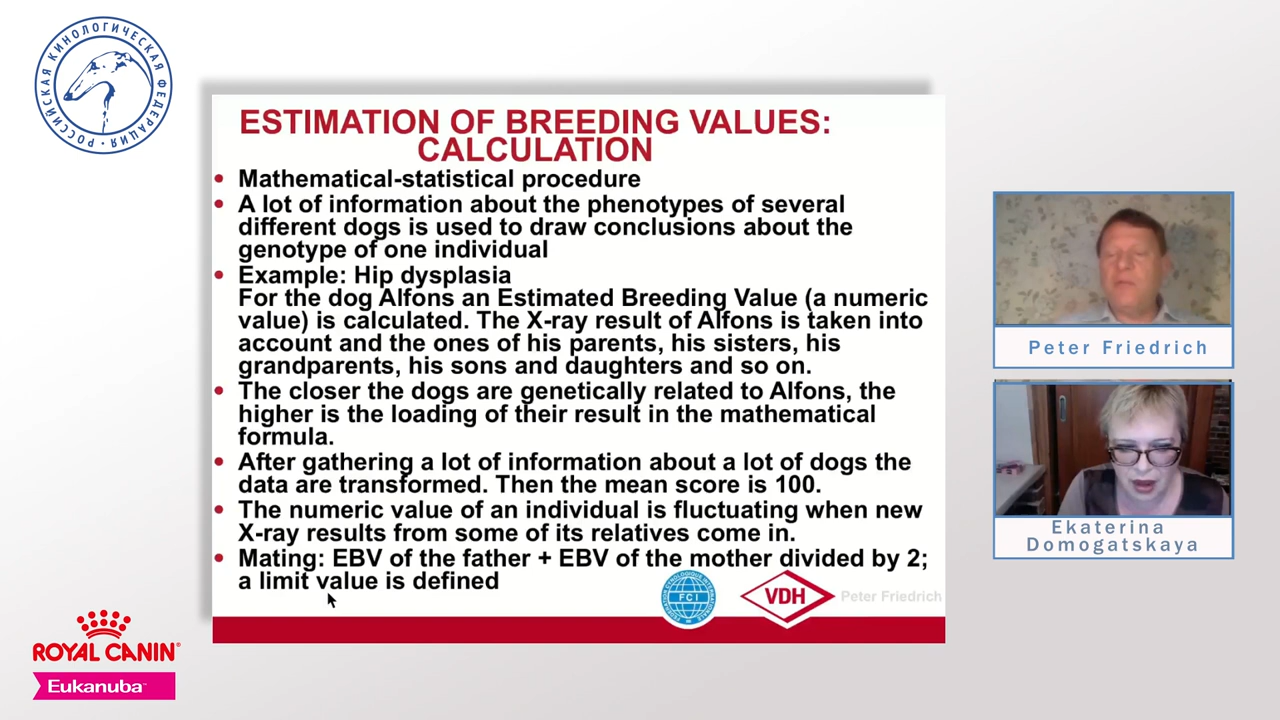 РОССИЙСКАЯ КИНОЛОГИЧЕСКАЯ ФЕДЕРАЦИЯ
ESTIMATION OF BREEDING VALUES:
CALCULATION
• Mathematical-statistical procedure
• A lot of information about the phenotypes of several
different dogs is used to draw conclusions about the
genotype of one individual
• Example: Hip dysplasia
For the dog Alfons an Estimated Breeding Value (a numeric
value) is calculated. The X-ray result of Alfons is taken into
account and the ones of his parents, his sisters, his
grandparents, his sons and daughters and so on.
• The closer the dogs are genetically related to Alfons, the
higher is the loading of their result in the mathematical
formula.
• After gathering a lot of information about a lot of dogs the
data are transformed. Then the mean score is 100.
• The numeric value of an individual is fluctuating when new
X-ray results from some of its relatives come in.
• Mating: EBV of the father + EBV of the mother divided by 2;
a limit value is defined
FCI
VDH
Peter Friedrich
Peter Friedrich
Ekaterina
Domogatskaya
ROYAL CANIN®
Eukanuba™